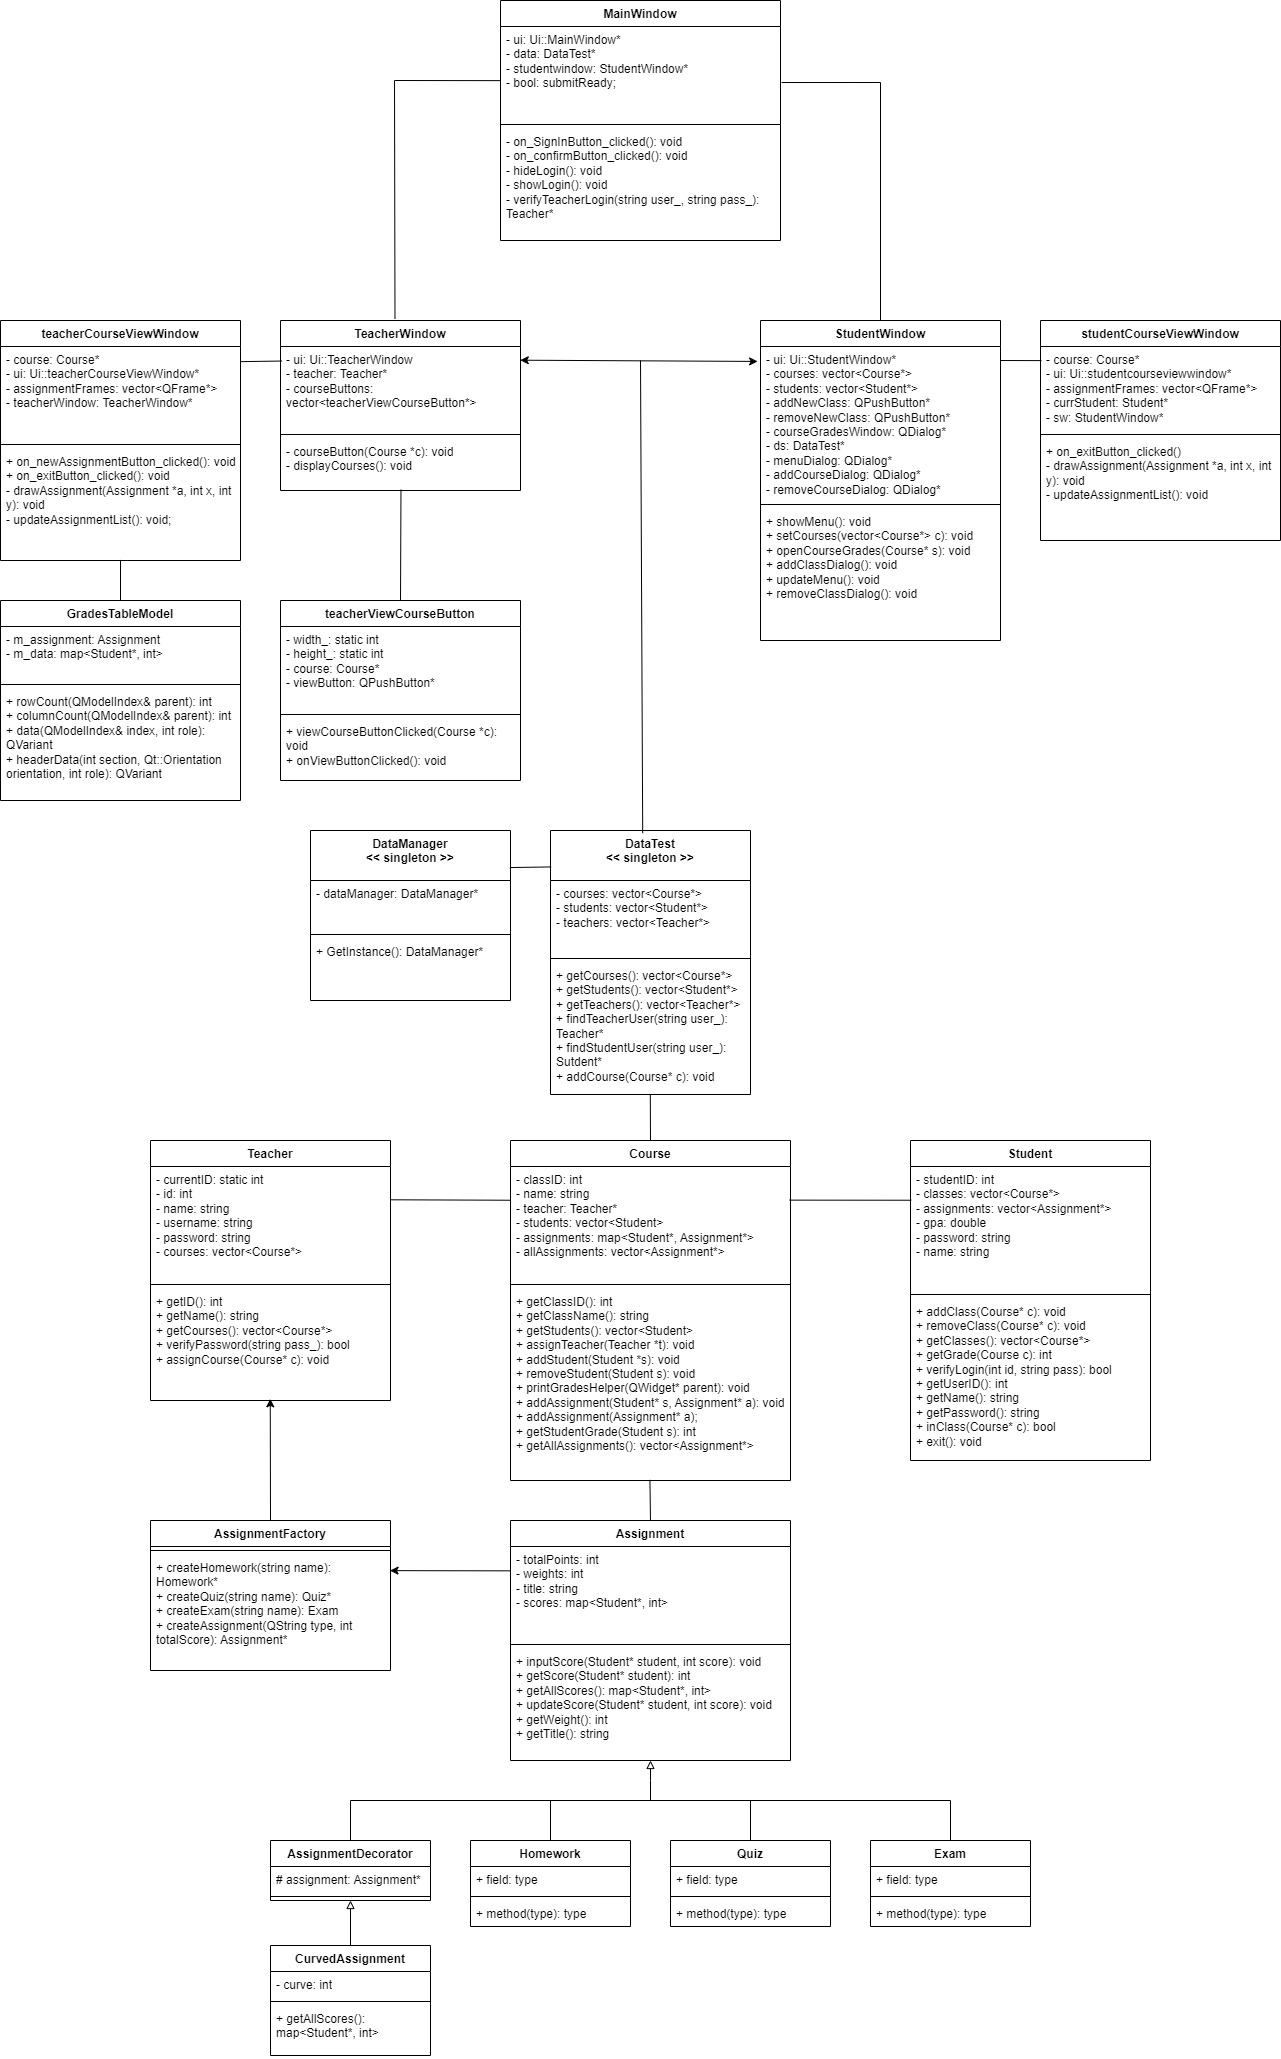 MainWindow
- ui: Ui::MainWindow*
- data: DataTest*
- studentwindow: StudentWindow*
- bool: submitReady;
- on_SignInButton_clicked(): void
- on_confirmButton_clicked(): void
- hideLogin(): void
- showLogin(): void
- verifyTeacherLogin(string user_, string pass_):
Teacher*
teacherCourseViewWindow
- course: Course*
- ui: Ui::teacherCourseViewWindow*
- assignmentFrames: vector<QFrame*>
- teacherWindow: TeacherWindow*
+ on_newAssignmentButton_clicked(): void
+ on_exitButton_clicked(): void
- drawAssignment(Assignment *a, int x, int
y): void
- updateAssignmentList(): void;
TeacherWindow
- ui: Ui::TeacherWindow
- teacher: Teacher*
- courseButtons:
vector<teacherViewCourseButton*>
- courseButton(Course *c): void
- displayCourses(): void
StudentWindow
- ui: Ui::StudentWindow*
- courses: vector<Course*>
- students: vector<Student*>
- addNewClass: QPushButton*
- removeNewClass: QPushButton*
- courseGradesWindow: QDialog*
- ds: DataTest*
- menuDialog: QDialog*
- addCourseDialog: QDialog*
- removeCourseDialog: QDialog*
+ showMenu(): void
+ setCourses(vector<Course*> c): void
+ openCourseGrades(Course* s): void
+ addClassDialog(): void
+ updateMenu(): void
+ removeClassDialog(): void
studentCourseViewWindow
- course: Course*
- ui: Ui::studentcourseviewwindow*
- assignmentFrames: vector<QFrame*>
- currStudent: Student*
- sw: StudentWindow*
+ on_exitButton_clicked()
- drawAssignment(Assignment *a, int x, int
y): void
- updateAssignmentList(): void
GradesTableModel
- m_assignment: Assignment
- m_data: map<Student*, int>
+ rowCount(QModelIndex& parent): int
+ columnCount(QModelIndex& parent): int
+ data(QModelIndex& index, int role):
QVariant
+ headerData(int section, Qt::Orientation
orientation, int role): QVariant
teacherViewCourseButton
- width_: static int
- height_: static int
- course: Course*
- viewButton: QPushButton*
+ viewCourseButtonClicked(Course *c):
void
+ onViewButtonClicked(): void
DataManager
<< singleton >>
- dataManager: DataManager*
+ GetInstance(): DataManager*
DataTest
<< singleton >>
- courses: vector<Course*>
- students: vector<Student*>
- teachers: vector<Teacher*>
+ getCourses(): vector<Course*>
+ getStudents(): vector<Student*>
+ getTeachers(): vector<Teacher*>
+ findTeacherUser(string user_):
Teacher*
+ findStudentUser(string user_):
Sutdent*
+ addCourse(Course* c): void
Teacher
- currentID: static int
- id: int
- name: string
- username: string
- password: string
- courses: vector<Course*>
+ getID(): int
+ getName(): string
+ getCourses(): vector<Course*>
+ verifyPassword(string pass_): bool
+ assignCourse(Course* c): void
Course
- classID: int
- name: string
- teacher: Teacher*
- students: vector<Student>
- assignments: map<Student*, Assignment*>
- allAssignments: vector<Assignment*>
+ getClassID(): int
+ getClassName(): string
+ getStudents(): vector<Student>
+ assignTeacher(Teacher *t): void
+ addStudent(Student *s): void
+ removeStudent(Student s): void
+ printGradesHelper(QWidget* parent): void
+ addAssignment(Student* s, Assignment* a): void
+ addAssignment(Assignment* a);
+ getStudentGrade(Student s): int
+ getAllAssignments(): vector<Assignment*>
Student
- studentID: int
- classes: vector<Course*>
- assignments: vector<Assignment*>
- gpa: double
- password: string
- name: string
+ addClass(Course* c): void
+ removeClass(Course* c): void
+ getClasses(): vector<Course*>
+ getGrade(Course c): int
+ verifyLogin(int id, string pass): bool
+ getUserID(): int
+ getName(): string
+ getPassword(): string
+ inClass(Course* c): bool
+ exit(): void
AssignmentFactory
+ createHomework(string name):
Homework*
+ createQuiz(string name): Quiz*
+ createExam(string name): Exam
+ createAssignment(QString type, int
totalScore): Assignment*
Assignment
- totalPoints: int
- weights: int
- title: string
- scores: map<Student*, int>
+ inputScore(Student* student, int score): void
+ getScore(Student* student): int
+ getAllScores(): map<Student*, int>
+ updateScore(Student* student, int score): void
+ getWeight(): int
+ getTitle(): string
AssignmentDecorator
# assignment: Assignment*
Homework
+ field: type
+ method(type): type
Quiz
+ field: type
+ method(type): type
Exam
+ field: type
+ method(type): type
CurvedAssignment
- curve: int
+ getAllScores():
map<Student*, int>